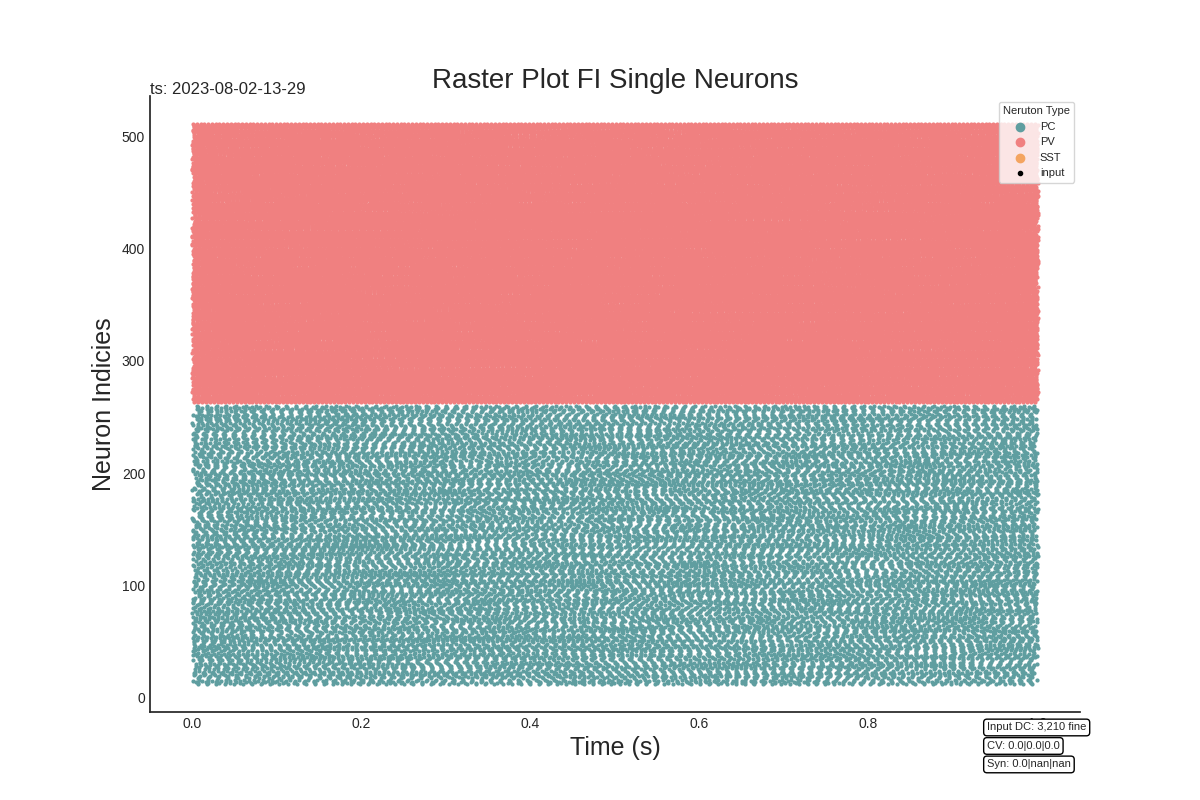 Raster Plot FI Single Neurons
ts: 2023-08-02-13-29
Neruton Type
PC
PV
SST
input
Neuron Indicies
500
400
300
200
100
0
0.0 0.2 0.4 0.6 0.8
Time (s)
Input DC: 3,210 fine
CV: 0.0|0.0|0.0
Syn: 0.0|nan|nan